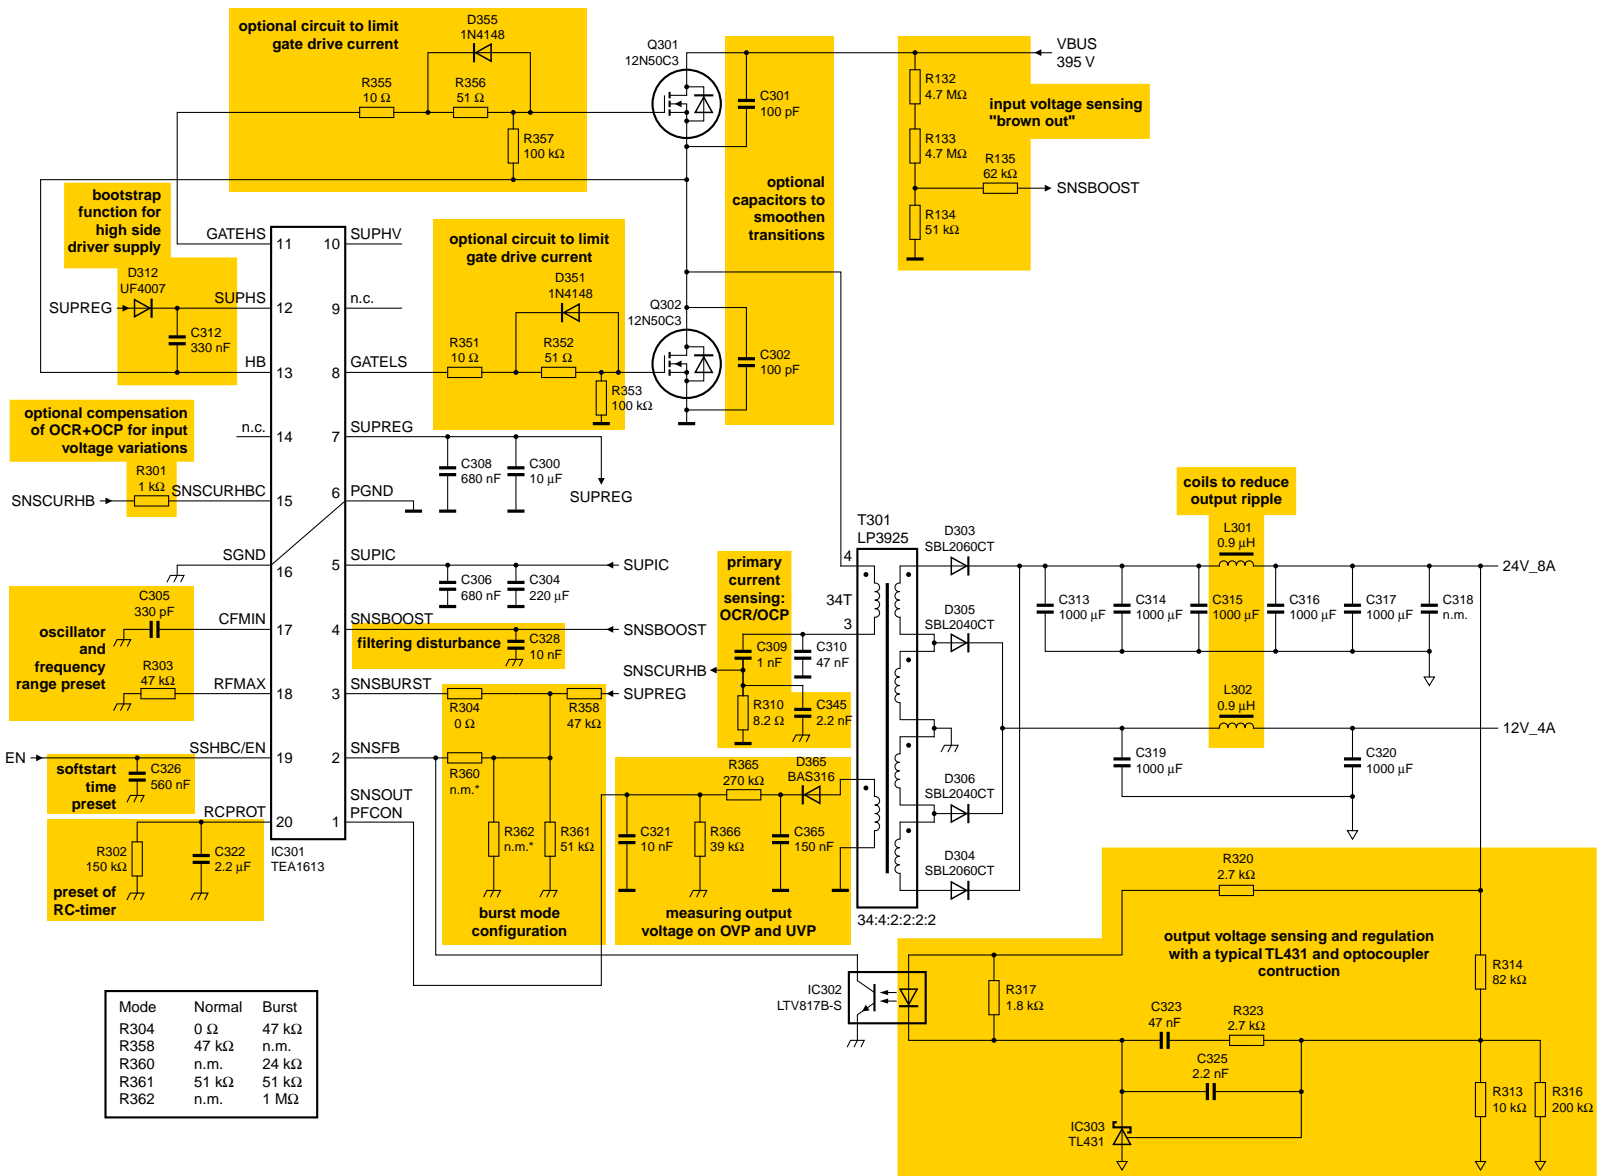 optional circuit to limit
gate drive current
D355
1N4148
R355
10 Ω
R356
51 Ω
R357
100 kΩ
Q301
12N50C3
C301
100 pF
VBUS
395 V
R132
4.7 MΩ
R133
4.7 MΩ
input voltage sensing
"brown out"
R135
62 kΩ
SNSBOOST
R134
51 kΩ
optional
capacitors to
smoothen
transitions
bootstrap
function for
high side
driver supply
D312
UF4007
SUPREG
C312
330 nF
GATEHS
11
10
SUPHV
SUPHS
12
9
n.c.
HB
13
8
GATELS
n.c.
14
7
SUPREG
SNSCURHBC
15
6
PGND
SGND
16
5
SUPIC
CFMIN
17
4
SNSBOOST
RFMAX
18
3
SNSBURST
SSHBC/EN
19
2
SNSFB
RCPROT
20
1
SNSOUT
PFCON
IC301
TEA1613
optional circuit to limit
gate drive current
D351
1N4148
R351
10 Ω
R352
51 Ω
R353
100 kΩ
Q302
12N50C3
C302
100 pF
optional compensation
of OCR+OCP for input
voltage variations
R301
1 kΩ
SNSCURHB
C308
680 nF
C300
10 μF
SUPREG
C306
680 nF
C304
220 μF
SUPIC
C305
330 pF
oscillator
and
frequency
range preset
R303
47 kΩ
filtering disturbance
C328
10 nF
SNSBOOST
R304
0 Ω
R358
47 kΩ
SUPREG
R360
n.m.*
R362
n.m.*
R361
51 kΩ
burst mode
configuration
EN
softstart
time
preset
C326
560 nF
R302
150 kΩ
C322
2.2 μF
preset of
RC-timer
primary
current
sensing:
OCR/OCP
C309
1 nF
C310
47 nF
SNSCURHB
R310
8.2 Ω
C345
2.2 nF
R365
270 kΩ
D365
BAS316
C321
10 nF
R366
39 kΩ
C365
150 nF
measuring output
voltage on OVP and UVP
T301
LP3925
4
34T
3
34:4:2:2:2:2
D303
SBL2060CT
D305
SBL2040CT
D306
SBL2040CT
D304
SBL2060CT
coils to reduce
output ripple
L301
0.9 μH
24V_8A
C313
1000 μF
C314
1000 μF
C315
1000 μF
C316
1000 μF
C317
1000 μF
C318
n.m.
L302
0.9 μH
12V_4A
C319
1000 μF
C320
1000 μF
R320
2.7 kΩ
output voltage sensing and regulation
with a typical TL431 and optocoupler
contruction
IC302
LTV817B-S
R317
1.8 kΩ
C323
47 nF
R323
2.7 kΩ
C325
2.2 nF
R314
82 kΩ
R313
10 kΩ
R316
200 kΩ
IC303
TL431
Mode Normal Burst
R304 0 Ω 47 kΩ
R358 47 kΩ n.m.
R360 n.m. 24 kΩ
R361 51 kΩ 51 kΩ
R362 n.m. 1 MΩ